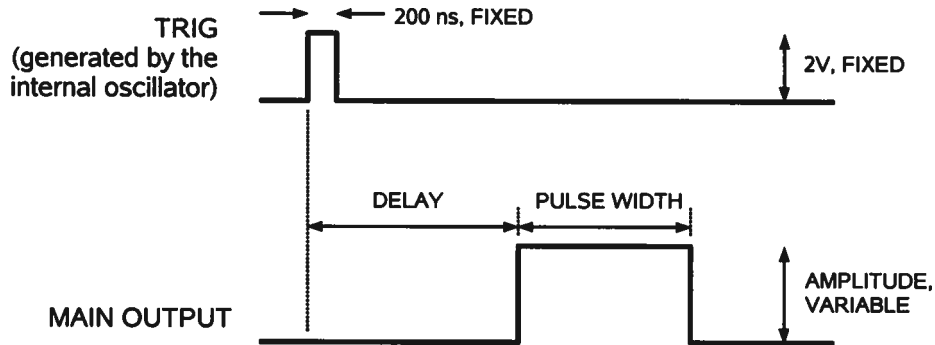 200 ns, FIXED
TRIG
(generated by the
internal oscillator)
2V, FIXED
DELAY
PULSE WIDTH
AMPLITUDE,
VARIABLE
MAIN OUTPUT